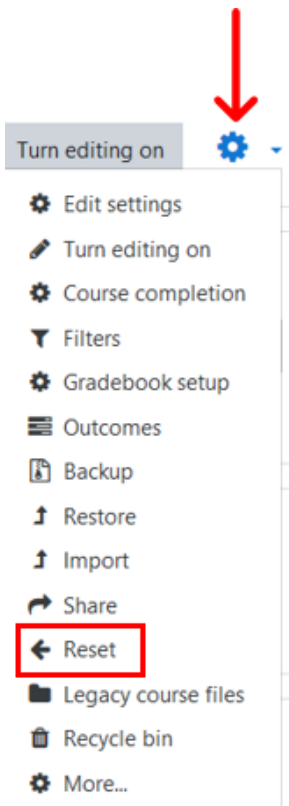 Turn editing on
Edit settings
Turn editing on
Course completion
Filters
Gradebook setup
Outcomes
Backup
Restore
Import
Share
Reset
Legacy course files
Recycle bin
More...